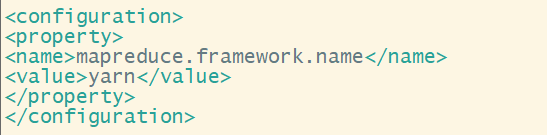 <configuration>
<property>
<name>mapreduce.framework.name</name>
<value>yarn</value>
</property>
</configuration>